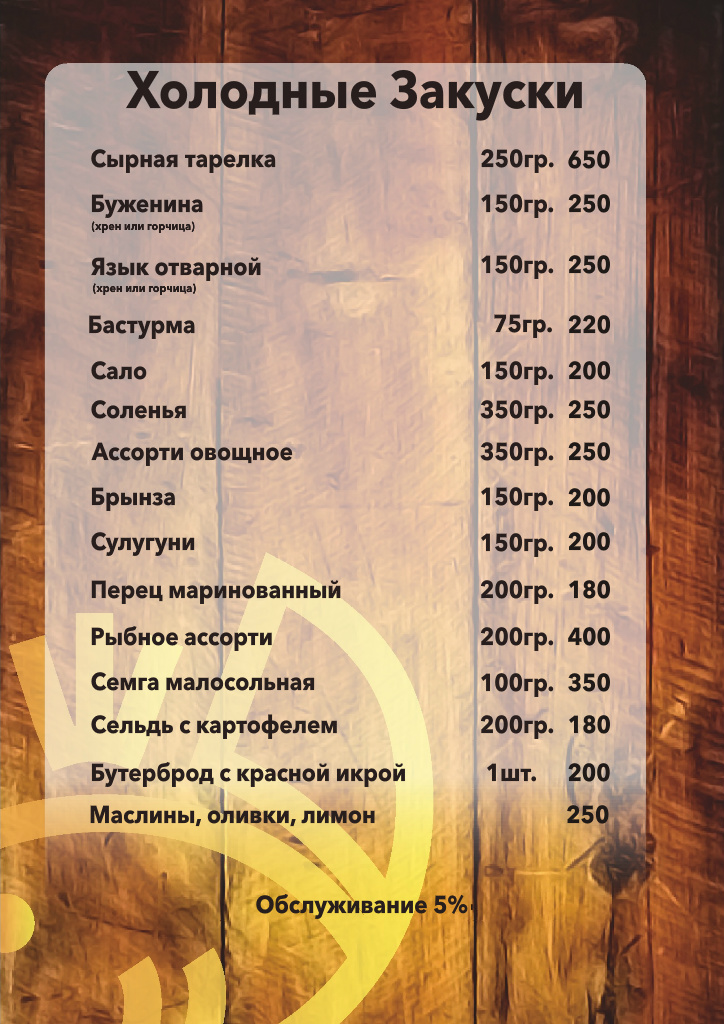 Холодные Закуски
Сырная тарелка 250гр. 650
Буженина 150гр. 250
(хрен или горчица)
Язык отварной 150гр. 250
(хрен или горчица)
Бастурма 75гр. 220
Сало 150гр. 200
Соленья 350гр. 250
Ассорти овощное 350гр. 250
Брынза 150гр. 200
Сулугуни 150гр. 200
Перец маринованный 200гр. 180
Рыбное ассорти 200гр. 400
Семга малосольная 100гр. 350
Сельдь с картофелем 200гр. 180
Бутерброд с красной икрой 1шт. 200
Маслины, оливки, лимон 250
Обслуживание 5%